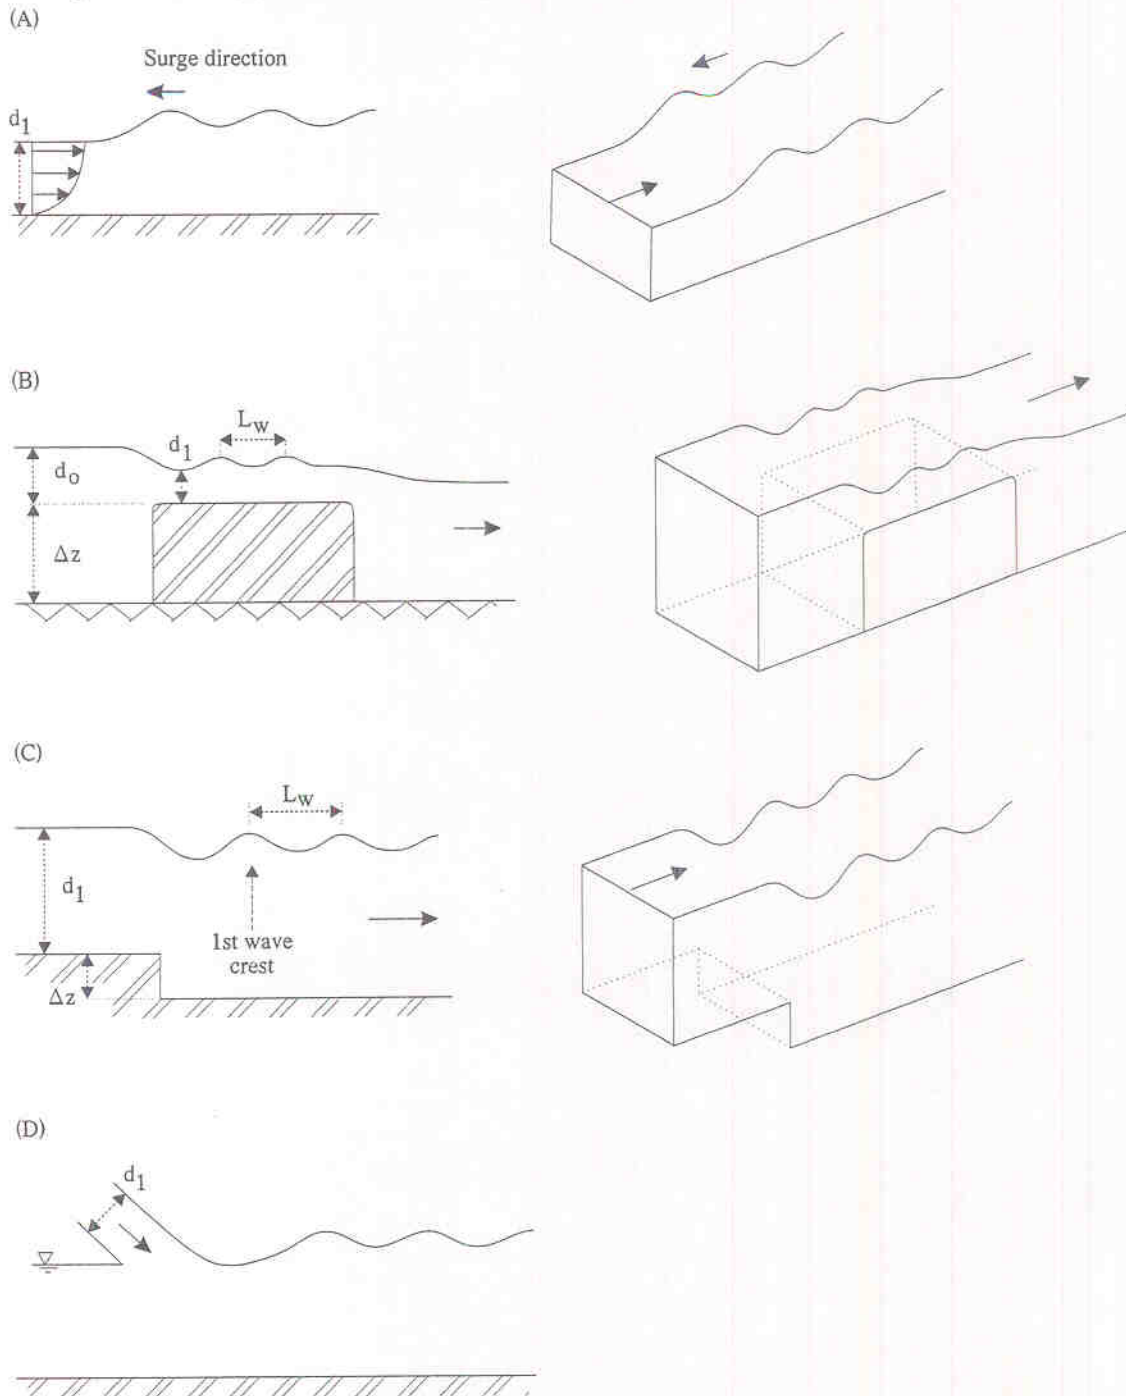 (A)
Surge direction
d1
(B)
Lw
d1
do
Δz
(C)
Lw
d1
1st wave
crest
Δz
(D)
d1